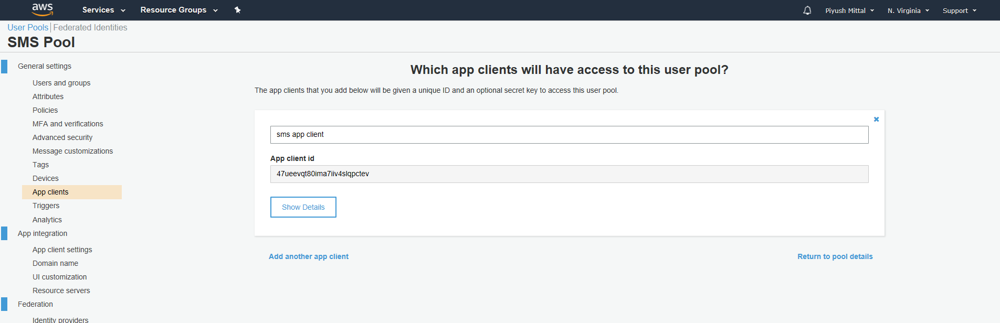 aws Services Resource Groups Piyush Mittal N. Virginia Support
User Pools Federated Identities
SMS Pool
General settings
Users and groups
Attributes
Policies
MFA and verifications
Advanced security
Message customizations
Tags
Devices
App clients
Triggers
Analytics
App integration
App client settings
Domain name
UI customization
Resource servers
Federation
Identity providers
Which app clients will have access to this user pool?
The app clients that you add below will be given a unique ID and an optional secret key to access this user pool.
sms app client
App client id
47ueevqt80ima7iiv4slqpctev
Show Details
Add another app client Return to pool details